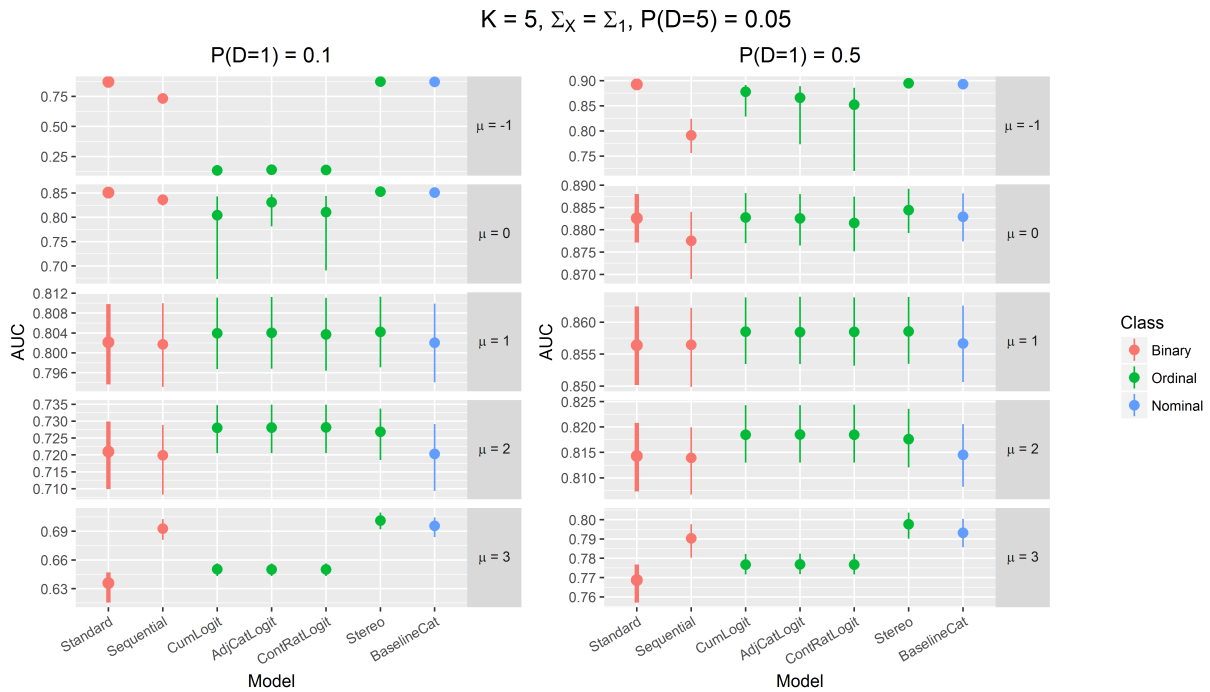 K = 5, Σ_X = Σ_1, P(D=5) = 0.05
P(D=1) = 0.1
AUC
0.75
0.50
0.25
μ = -1
0.85
0.80
0.75
0.70
μ = 0
0.812
0.808
0.804
0.800
0.796
μ = 1
0.735
0.730
0.725
0.720
0.715
0.710
μ = 2
0.69
0.66
0.63
μ = 3
Standard
Sequential
CumLogit
AdjCatLogit
ContRatLogit
Stereo
BaselineCat
Model
P(D=1) = 0.5
AUC
0.90
0.85
0.80
0.75
μ = -1
0.890
0.885
0.880
0.875
0.870
μ = 0
0.860
0.855
0.850
μ = 1
0.825
0.820
0.815
0.810
μ = 2
0.80
0.79
0.78
0.77
0.76
μ = 3
Standard
Sequential
CumLogit
AdjCatLogit
ContRatLogit
Stereo
BaselineCat
Model
Class
Binary
Ordinal
Nominal